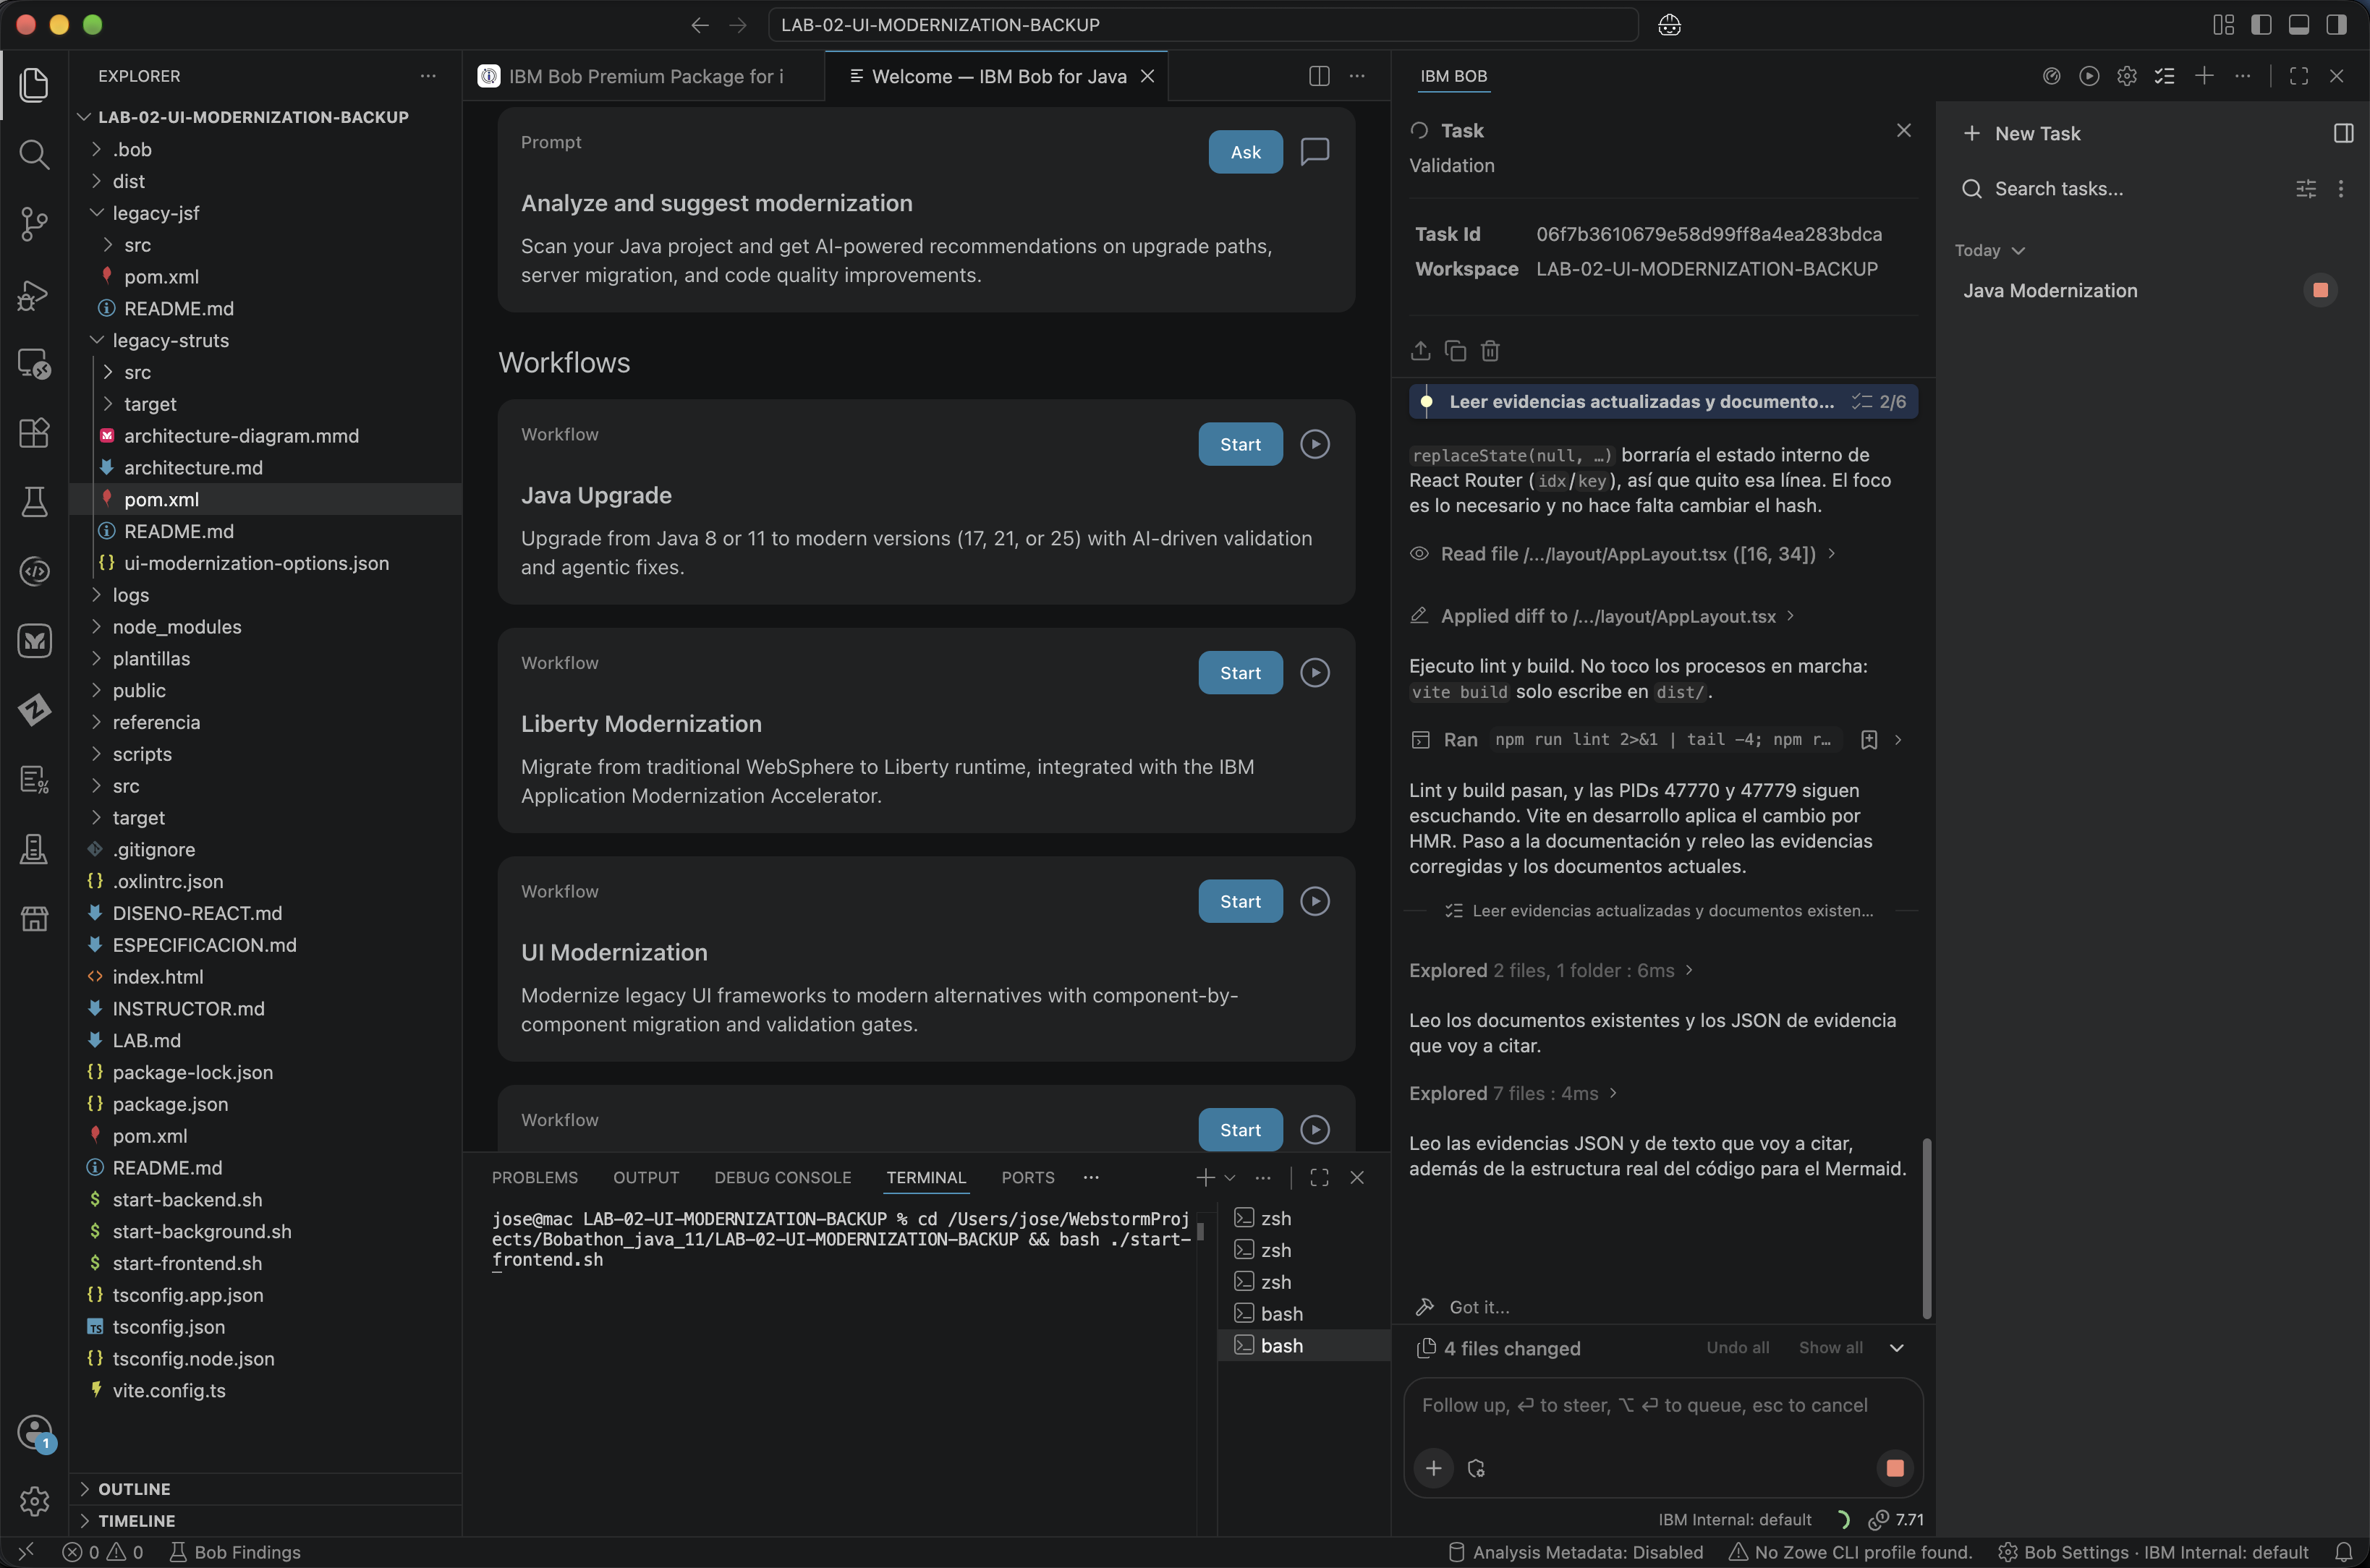 LAB-02-UI-MODERNIZATION-BACKUP
EXPLORER
LAB-02-UI-MODERNIZATION-BACKUP
.bob
dist
legacy-jsf
src
pom.xml
README.md
legacy-struts
src
target
architecture-diagram.mmd
architecture.md
pom.xml
README.md
ui-modernization-options.json
logs
node_modules
plantillas
public
referencia
scripts
src
target
.gitignore
.oxlintrc.json
DISENO-REACT.md
ESPECIFICACION.md
index.html
INSTRUCTOR.md
LAB.md
package-lock.json
package.json
pom.xml
README.md
start-backend.sh
start-background.sh
start-frontend.sh
tsconfig.app.json
tsconfig.json
tsconfig.node.json
vite.config.ts
1
OUTLINE
TIMELINE
IBM Bob Premium Package for i
Welcome — IBM Bob for Java
Prompt
Ask
Analyze and suggest modernization
Scan your Java project and get AI-powered recommendations on upgrade paths,
server migration, and code quality improvements.
Workflows
Workflow
Start
Java Upgrade
Upgrade from Java 8 or 11 to modern versions (17, 21, or 25) with AI-driven validation
and agentic fixes.
Workflow
Start
Liberty Modernization
Migrate from traditional WebSphere to Liberty runtime, integrated with the IBM
Application Modernization Accelerator.
Workflow
Start
UI Modernization
Modernize legacy UI frameworks to modern alternatives with component-by-
component migration and validation gates.
Workflow
Start
PROBLEMS OUTPUT DEBUG CONSOLE TERMINAL PORTS
jose@mac LAB-02-UI-MODERNIZATION-BACKUP % cd /Users/jose/WebstormProj
ects/Bobathon_java_11/LAB-02-UI-MODERNIZATION-BACKUP && bash ./start-
frontend.sh
zsh
zsh
zsh
bash
bash
IBM BOB
Task
Validation
Task Id 06f7b3610679e58d99ff8a4ea283bdca
Workspace LAB-02-UI-MODERNIZATION-BACKUP
Leer evidencias actualizadas y documento... 2/6
replaceState(null, …) borraría el estado interno de
React Router (idx/key), así que quito esa línea. El foco
es lo necesario y no hace falta cambiar el hash.
Read file /.../layout/AppLayout.tsx ([16, 34])
Applied diff to /.../layout/AppLayout.tsx
Ejecuto lint y build. No toco los procesos en marcha:
vite build solo escribe en dist/.
Ran npm run lint 2>&1 | tail -4; npm r…
Lint y build pasan, y las PIDs 47770 y 47779 siguen
escuchando. Vite en desarrollo aplica el cambio por
HMR. Paso a la documentación y releo las evidencias
corregidas y los documentos actuales.
Leer evidencias actualizadas y documentos existen...
Explored 2 files, 1 folder : 6ms
Leo los documentos existentes y los JSON de evidencia
que voy a citar.
Explored 7 files : 4ms
Leo las evidencias JSON y de texto que voy a citar,
además de la estructura real del código para el Mermaid.
Got it...
4 files changed Undo all Show all
Follow up, ⏎ to steer, ⌥ ⏎ to queue, esc to cancel
IBM Internal: default 7.71
New Task
Search tasks...
Today
Java Modernization
0 0 Bob Findings
Analysis Metadata: Disabled No Zowe CLI profile found. Bob Settings · IBM Internal: default